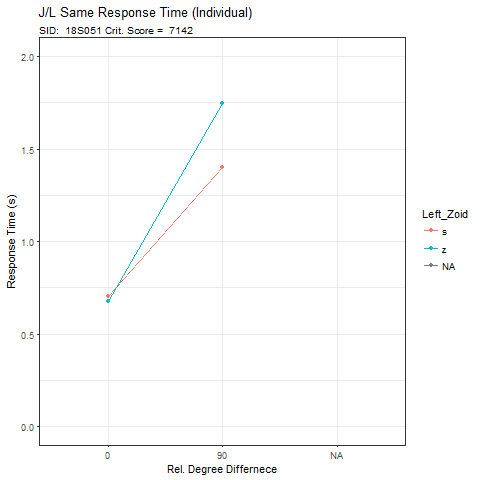 J/L Same Response Time (Individual)
SID:  18S051 Crit. Score =  7142
2.0
1.5
1.0
0.5
0.0
Response Time (s)
0
90
NA
Rel. Degree Differnece
Left_Zoid
s
z
NA